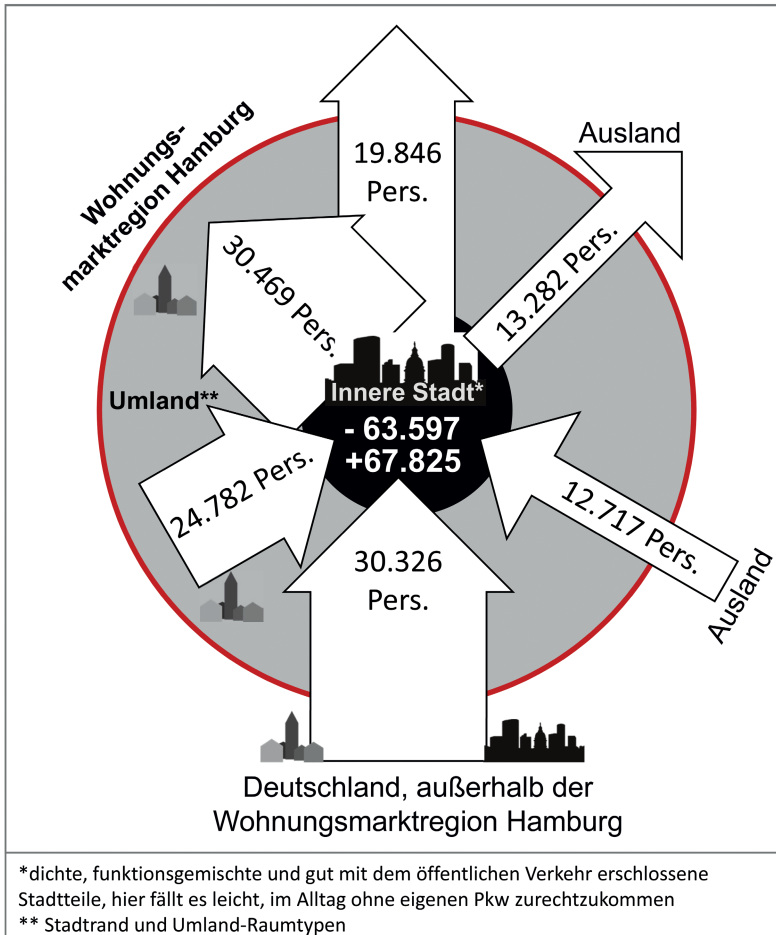 Wohnungs-
marktregion Hamburg
19.846
Pers.
Ausland
30.469 Pers.
13.282 Pers.
Umland**
Innere Stadt*
- 63.597
+67.825
24.782 Pers.
12.717 Pers.
Ausland
30.326
Pers.
Deutschland, außerhalb der
Wohnungsmarktregion Hamburg
*dichte, funktionsgemischte und gut mit dem öffentlichen Verkehr erschlossene
Stadtteile, hier fällt es leicht, im Alltag ohne eigenen Pkw zurechtzukommen
** Stadtrand und Umland-Raumtypen